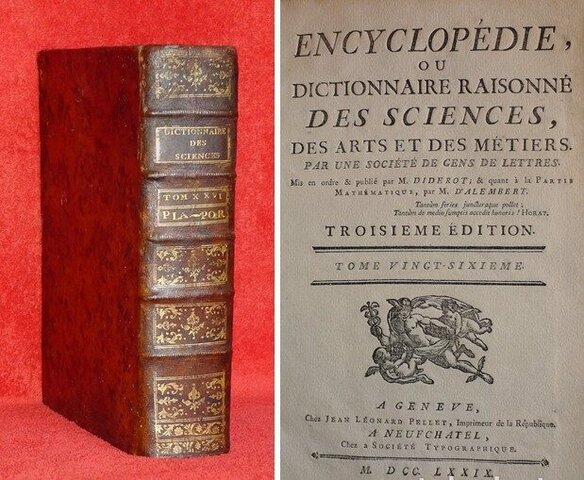 DICTIONNAIRE
DES
SCIENCES
TOM XXVI
PLA–POR
ENCYCLOPÉDIE,
OU
DICTIONNAIRE RAISONNÉ
DES SCIENCES,
DES ARTS ET DES MÉTIERS.
PAR UNE SOCIÉTÉ DE GENS DE LETTRES.
Mis en ordre & publié par M. DIDEROT; & quant à la PARTIE
MATHÉMATIQUE, par M. D'ALEMBERT.
Tantùm series juncturaque pollet;
Tantùm de medio sumptis accedit honoris! HORAT.
TROISIEME ÉDITION.
TOME VINGT-SIXIEME.
A GENEVE,
Chez JEAN LÉONARD PELLET, Imprimeur de la République.
A NEUFCHATEL,
Chez la SOCIÉTÉ TYPOGRAPHIQUE.
M. DCC. LXXIX.